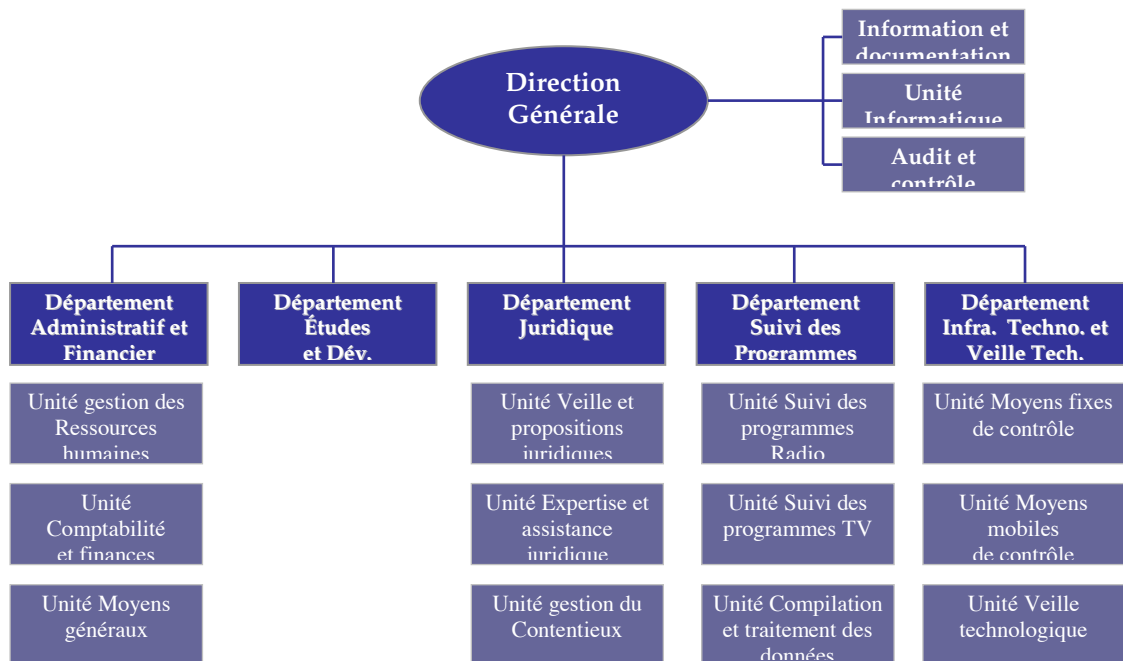 Direction
Générale
Information et
documentation
Unité
Informatique
Audit et
contrôle
Département
Administratif et
Financier
Département
Études
et Dév.
Département
Juridique
Département
Suivi des
Programmes
Département
Infra. Techno. et
Veille Tech.
Unité gestion des
Ressources
humaines
Unité Veille et
propositions
juridiques
Unité Suivi des
programmes
Radio
Unité Moyens fixes
de contrôle
Unité
Comptabilité
et finances
Unité Expertise et
assistance
juridique
Unité Suivi des
programmes TV
Unité Moyens
mobiles
de contrôle
Unité Moyens
généraux
Unité gestion du
Contentieux
Unité Compilation
et traitement des
données
Unité Veille
technologique